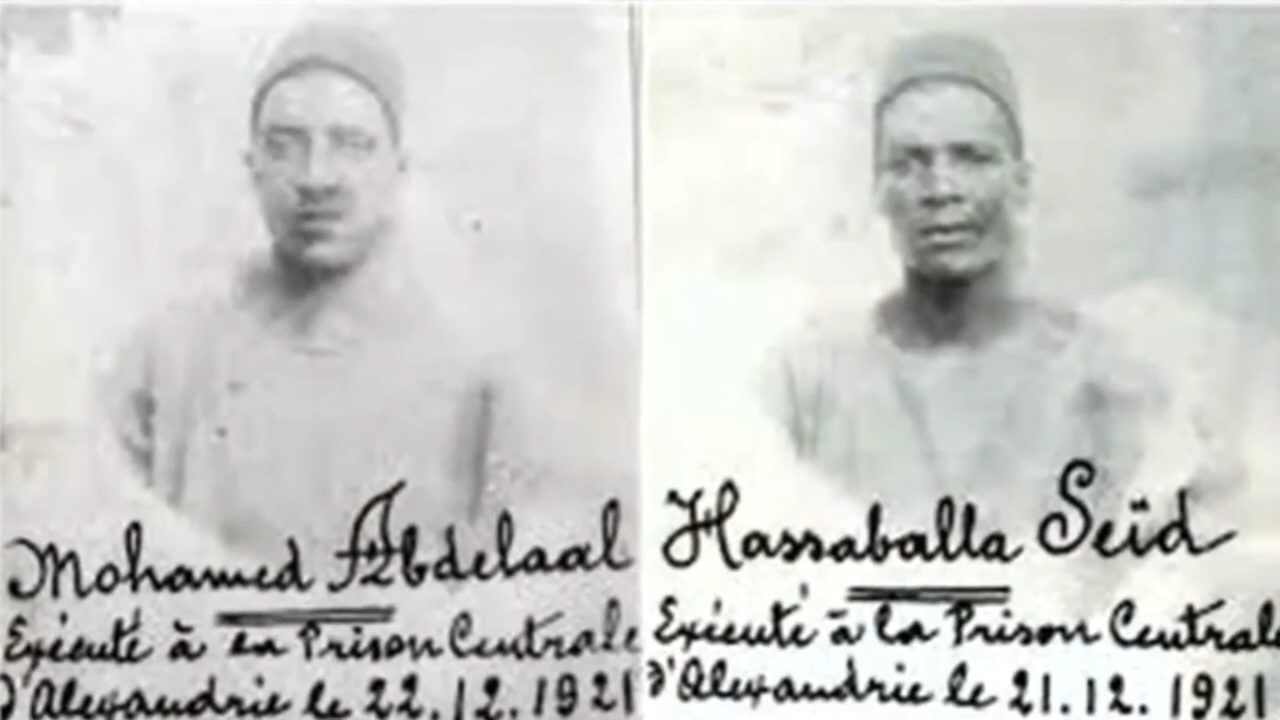 Mohamed Abdelaal
Exécuté à la Prison Centrale
d'Alexandrie le 22.12.1921
Hassaballa Seïd
Exécuté à la Prison Centrale
d'Alexandrie le 21.12.1921